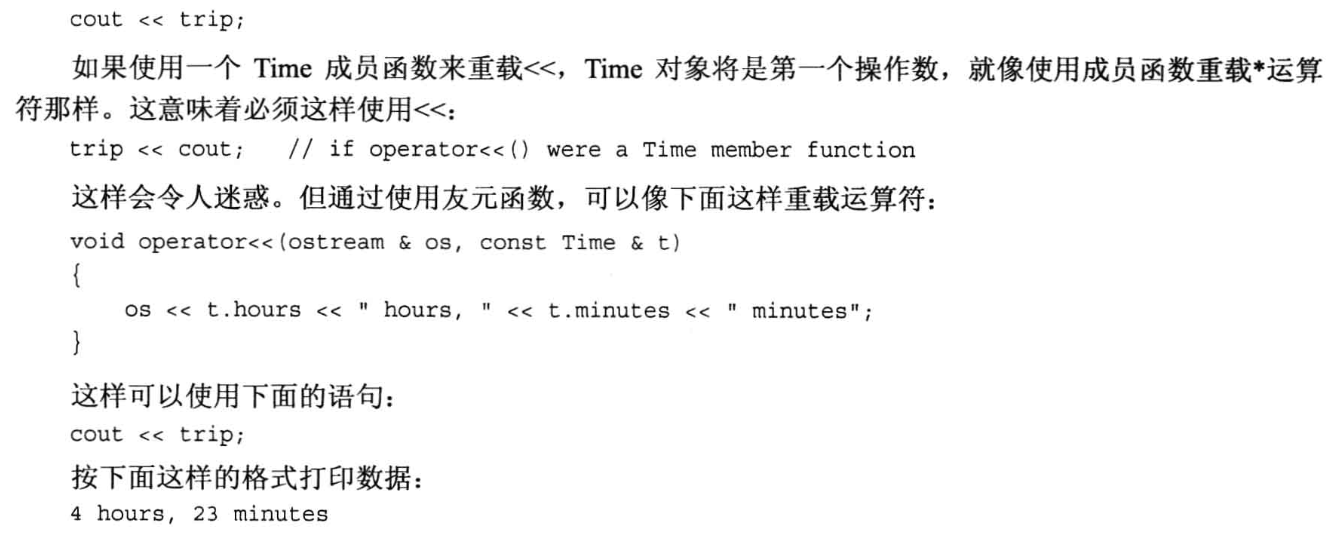 cout << trip;
如果使用一个 Time 成员函数来重载<<，Time 对象将是第一个操作数，就像使用成员函数重载*运算
符那样。这意味着必须这样使用<<：
trip << cout;   // if operator<<() were a Time member function
这样会令人迷惑。但通过使用友元函数，可以像下面这样重载运算符：
void operator<<(ostream & os, const Time & t)
{
    os << t.hours << " hours, " << t.minutes << " minutes";
}
这样可以使用下面的语句：
cout << trip;
按下面这样的格式打印数据：
4 hours, 23 minutes